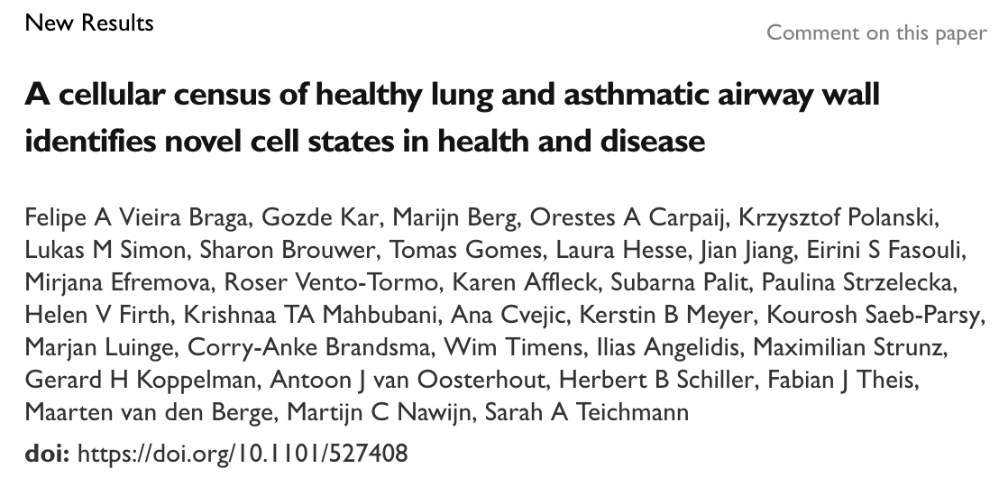 New Results
Comment on this paper
A cellular census of healthy lung and asthmatic airway wall
identifies novel cell states in health and disease
Felipe A Vieira Braga, Gozde Kar, Marijn Berg, Orestes A Carpaij, Krzysztof Polanski,
Lukas M Simon, Sharon Brouwer, Tomas Gomes, Laura Hesse, Jian Jiang, Eirini S Fasouli,
Mirjana Efremova, Roser Vento-Tormo, Karen Affleck, Subarna Palit, Paulina Strzelecka,
Helen V Firth, Krishnaa TA Mahbubani, Ana Cvejic, Kerstin B Meyer, Kourosh Saeb-Parsy,
Marjan Luinge, Corry-Anke Brandsma, Wim Timens, Ilias Angelidis, Maximilian Strunz,
Gerard H Koppelman, Antoon J van Oosterhout, Herbert B Schiller, Fabian J Theis,
Maarten van den Berge, Martijn C Nawijn, Sarah A Teichmann
doi: https://doi.org/10.1101/527408